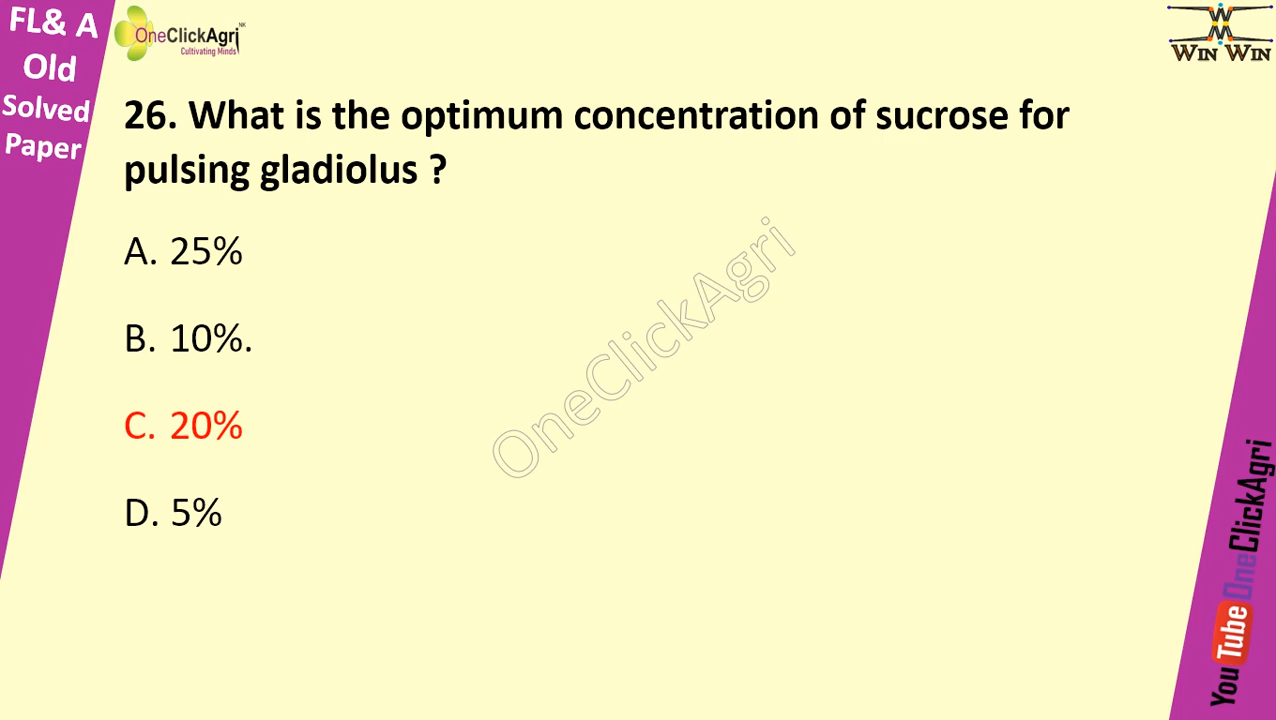 FL& A
Old
Solved
Paper
OneClickAgri
NK
Cultivating Minds
WIN WIN
26. What is the optimum concentration of sucrose for
pulsing gladiolus ?
A. 25%
B. 10%.
C. 20%
D. 5%
OneClickAgri
YouTube OneClickAgri